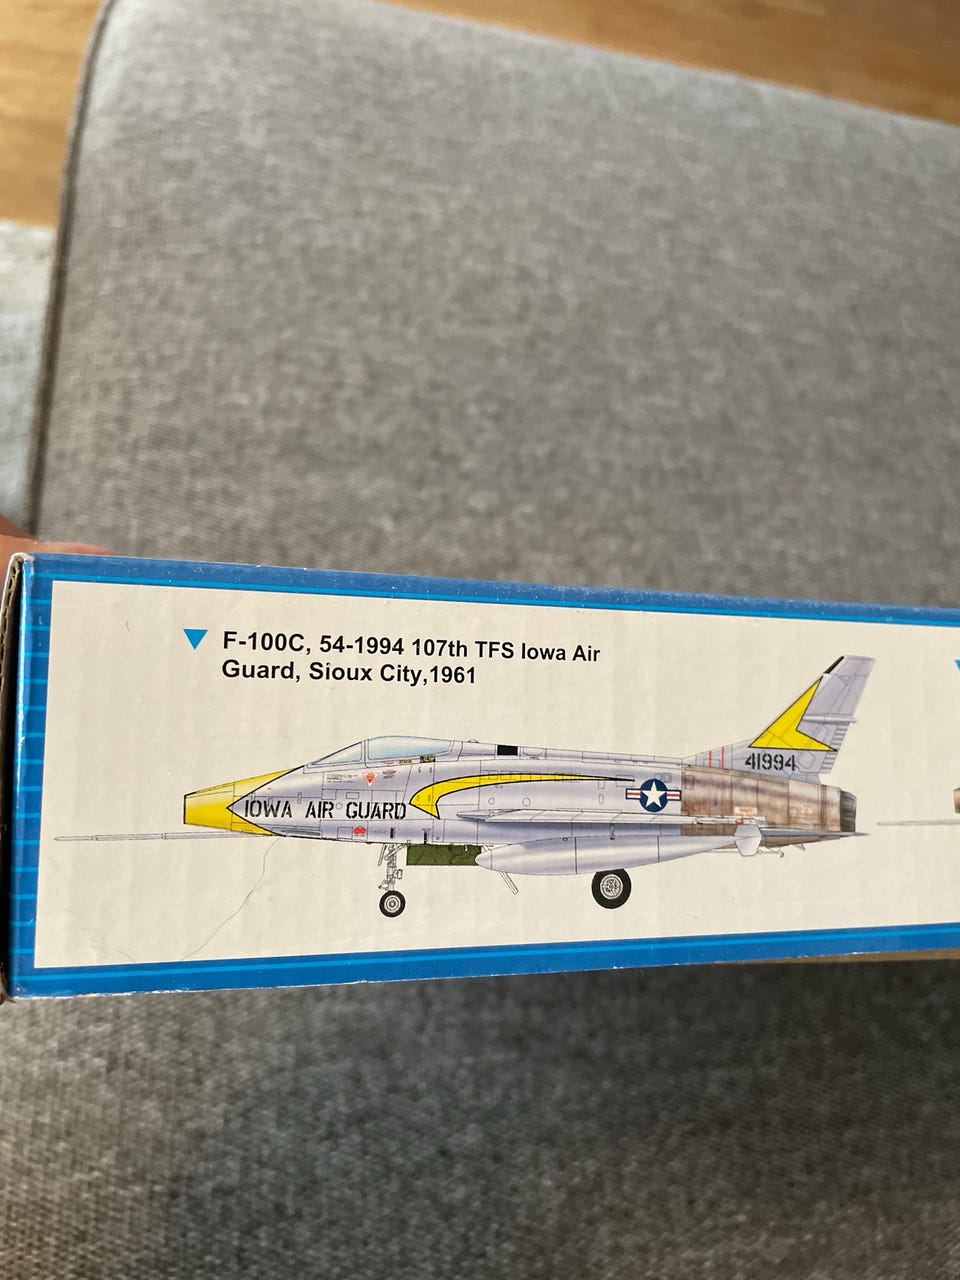 F-100C, 54-1994 107th TFS Iowa Air
Guard, Sioux City,1961
41994
IOWA AIR GUARD